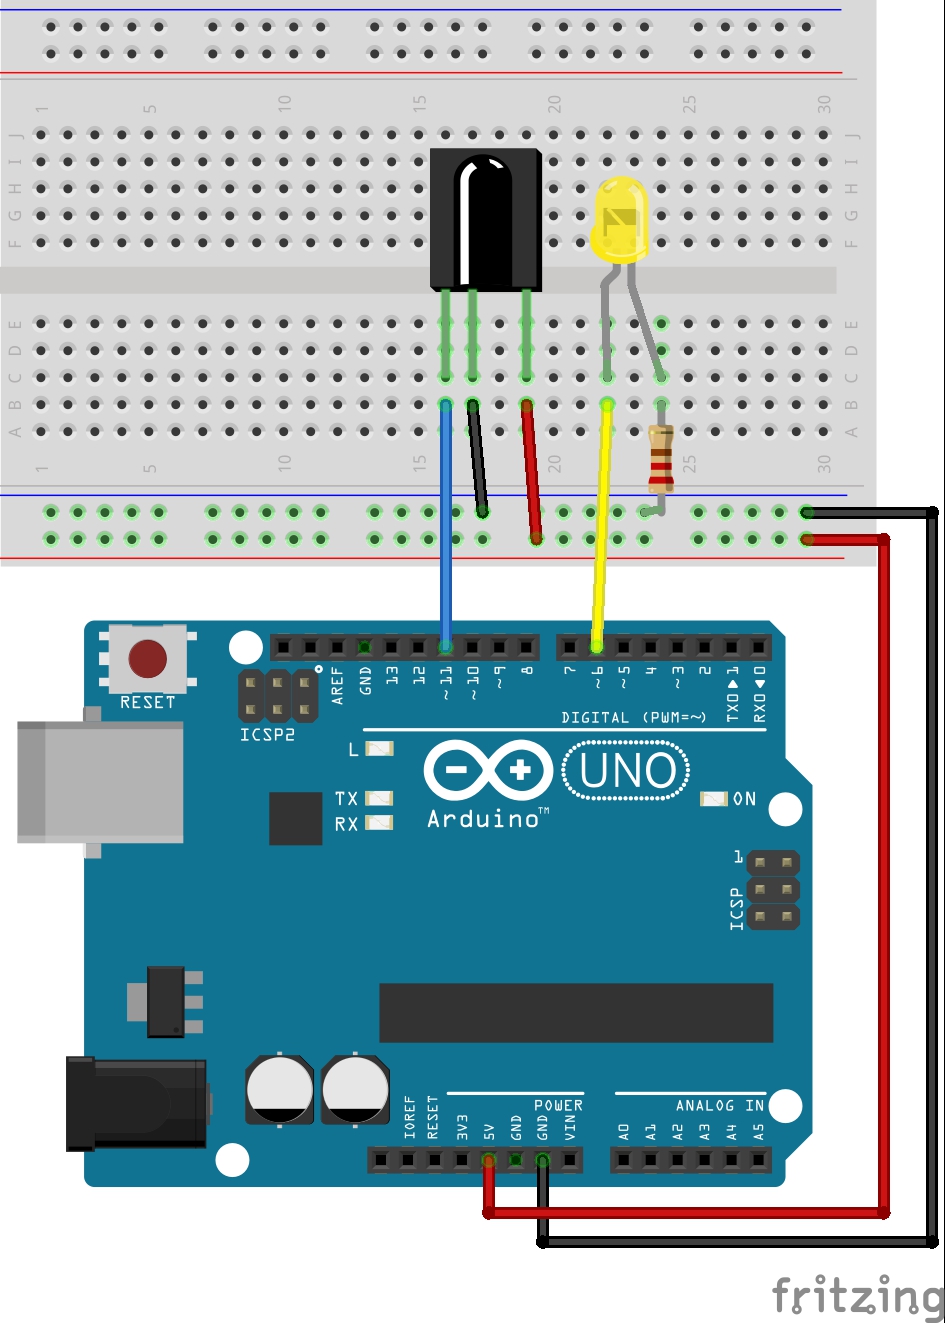 1 5 10 15 20 25 30
J J
I I
H H
G G
F F
E E
D D
C C
B B
A A
1 5 10 15 20 25 30
RESET
ICSP2
AREF
GND
13
12
~11
~10
~9
8
7
~6
~5
4
~3
2
TX0▶1
RX0◀0
DIGITAL (PWM=~)
L
TX
RX
UNO
Arduino™
ON
1
ICSP
POWER
ANALOG IN
IOREF
RESET
3V3
5V
GND
GND
VIN
A0
A1
A2
A3
A4
A5
fritzing